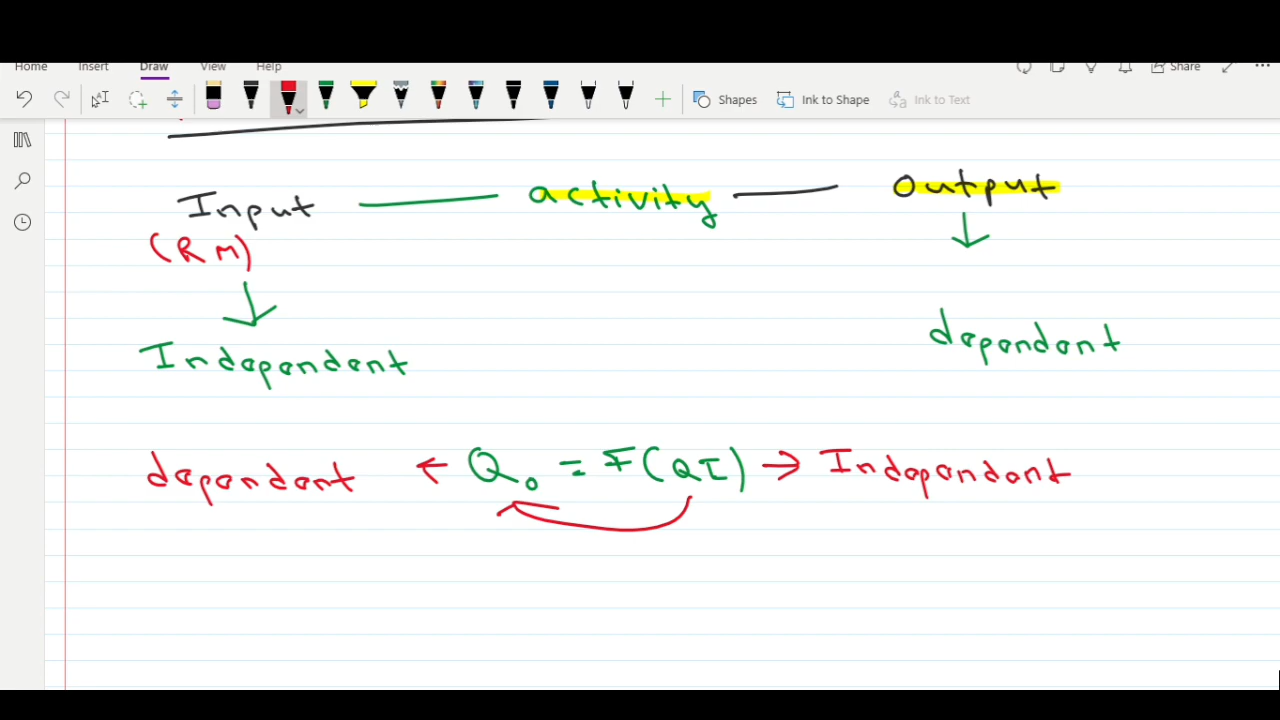 Home Insert Draw View Help Share
Shapes Ink to Shape Ink to Text
Input — activity — Output
(RM)
Independent dependent
dependent ← Qo = F(QI) → Independent